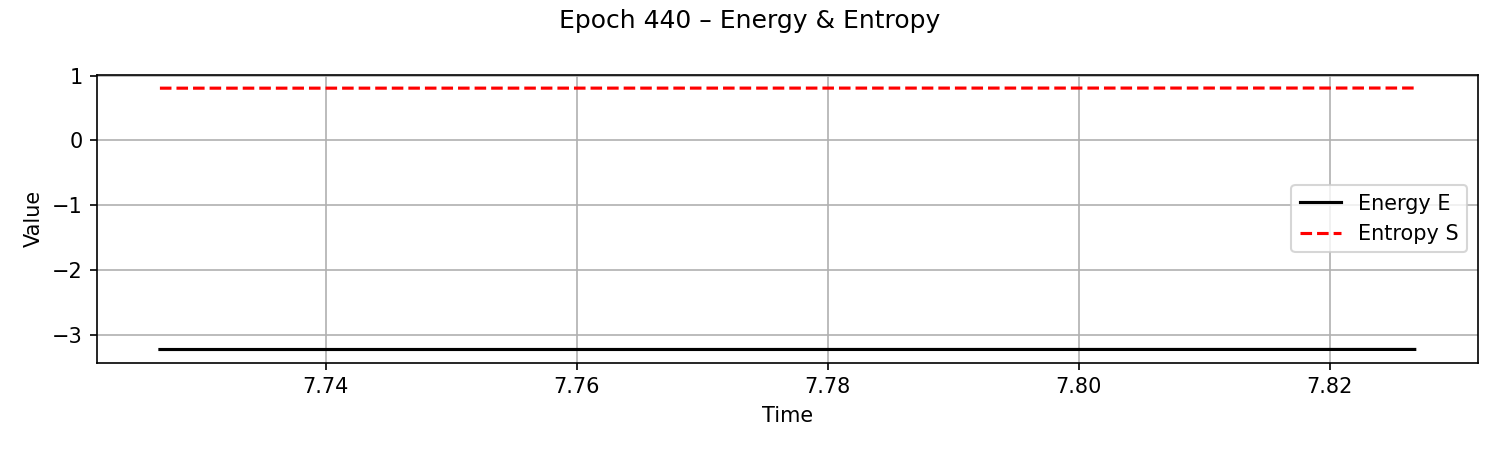 Epoch 440 – Energy & Entropy
Value
1
0
−1
−2
−3
Energy E
Entropy S
7.74 7.76 7.78 7.80 7.82
Time